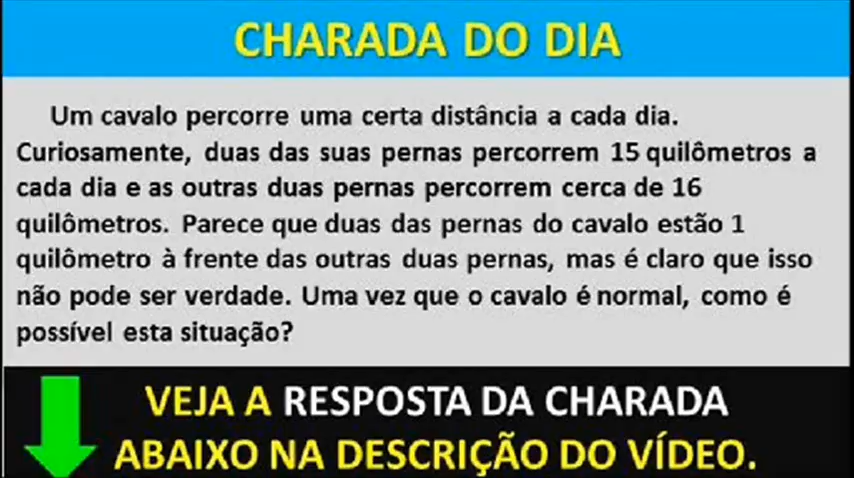 CHARADA DO DIA
Um cavalo percorre uma certa distância a cada dia.
Curiosamente, duas das suas pernas percorrem 15 quilômetros a
cada dia e as outras duas pernas percorrem cerca de 16
quilômetros. Parece que duas das pernas do cavalo estão 1
quilômetro à frente das outras duas pernas, mas é claro que isso
não pode ser verdade. Uma vez que o cavalo é normal, como é
possível esta situação?
VEJA A RESPOSTA DA CHARADA
ABAIXO NA DESCRIÇÃO DO VÍDEO.